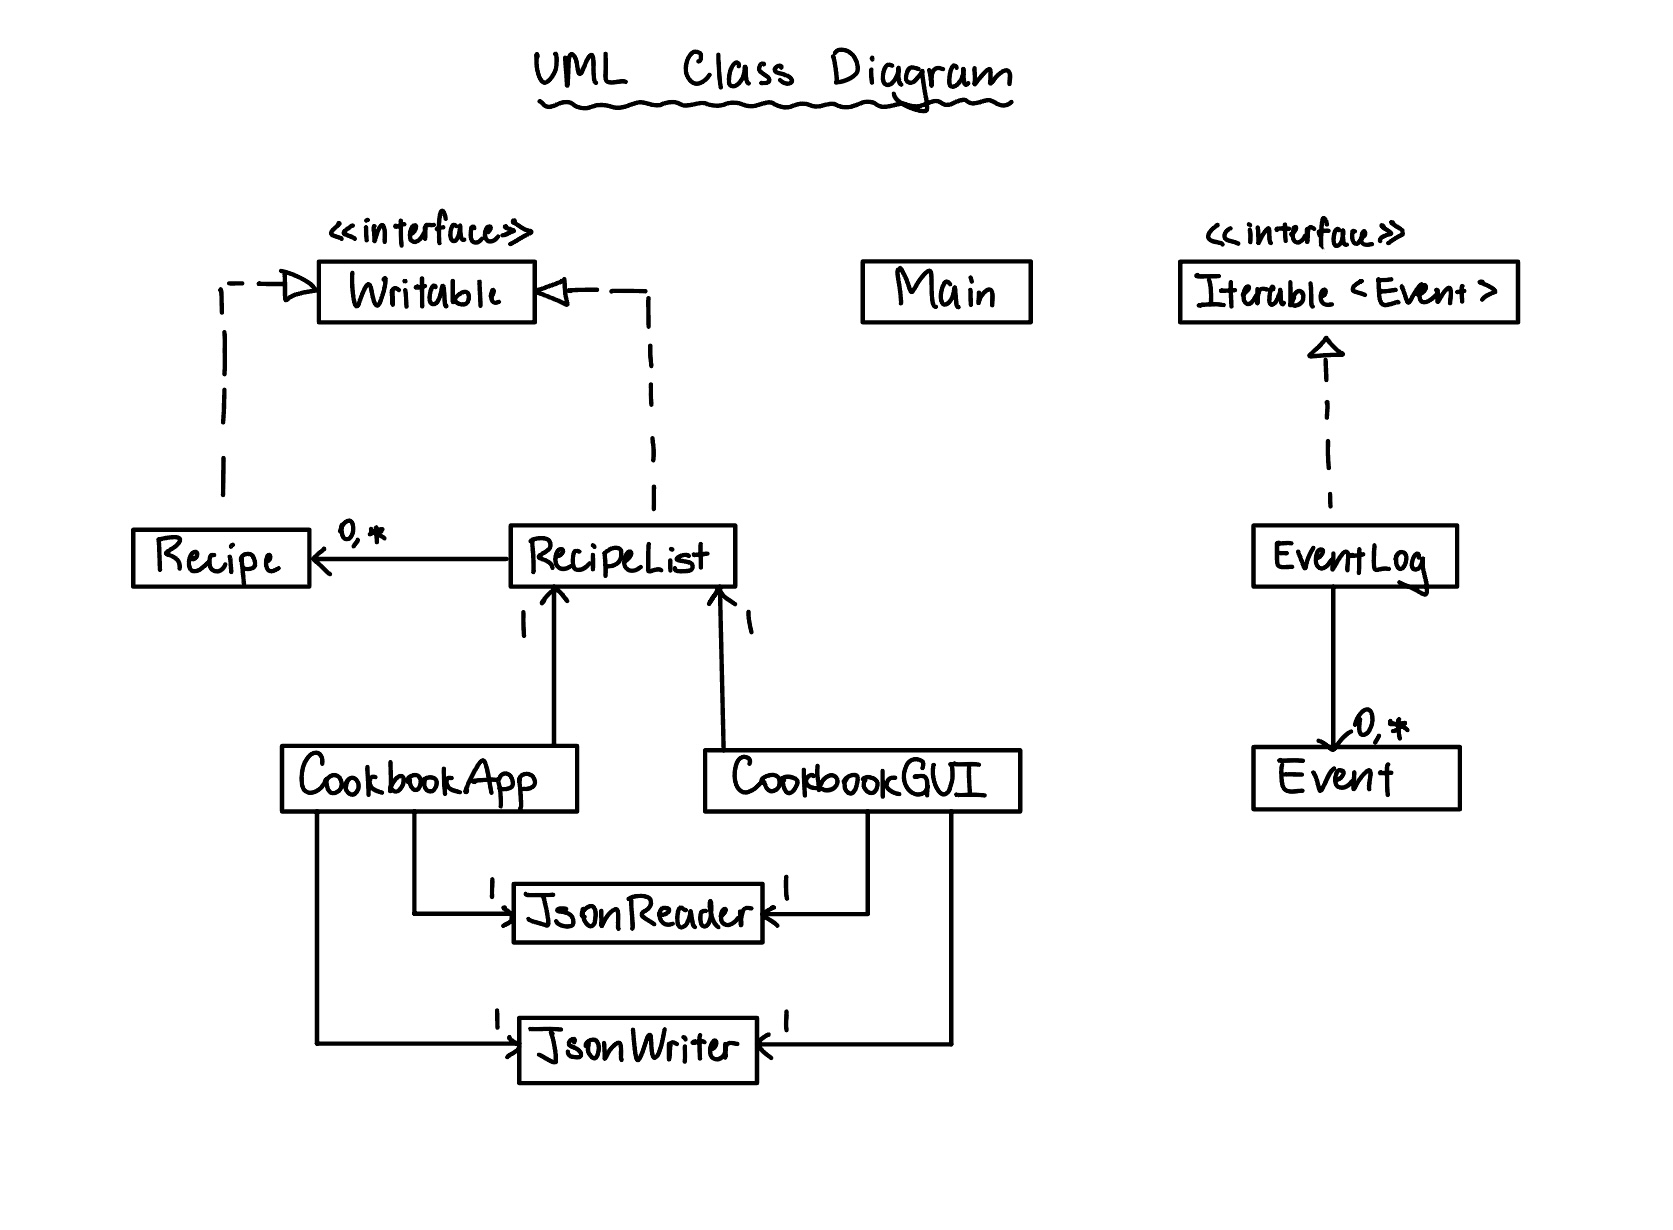 UML Class Diagram
<<interface>>
Writable
Main
<<interface>>
Iterable <Event>
Recipe
0,*
RecipeList
EventLog
1
1
CookbookApp
CookbookGUI
0,*
Event
1
JsonReader
1
1
JsonWriter
1